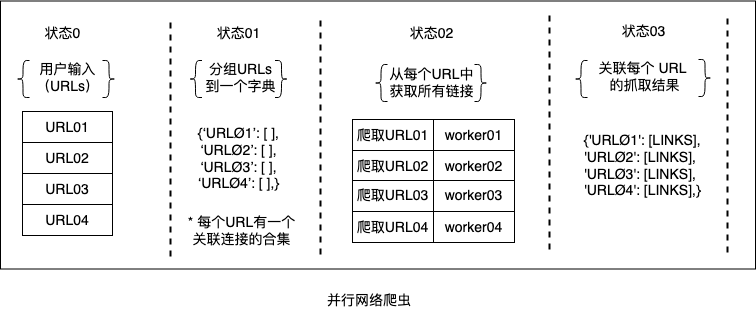 状态0
用户输入
（URLs）
URL01
URL02
URL03
URL04
状态01
分组URLs
到一个字典
{‘URLØ1’: [ ],
‘URLØ2’: [ ],
‘URLØ3’: [ ],
‘URLØ4’: [ ],}
* 每个URL有一个
关联连接的合集
状态02
从每个URL中
获取所有链接
爬取URL01 worker01
爬取URL02 worker02
爬取URL03 worker03
爬取URL04 worker04
状态03
关联每个 URL
的抓取结果
{'URLØ1': [LINKS],
'URLØ2': [LINKS],
'URLØ3': [LINKS],
'URLØ4': [LINKS],}
并行网络爬虫